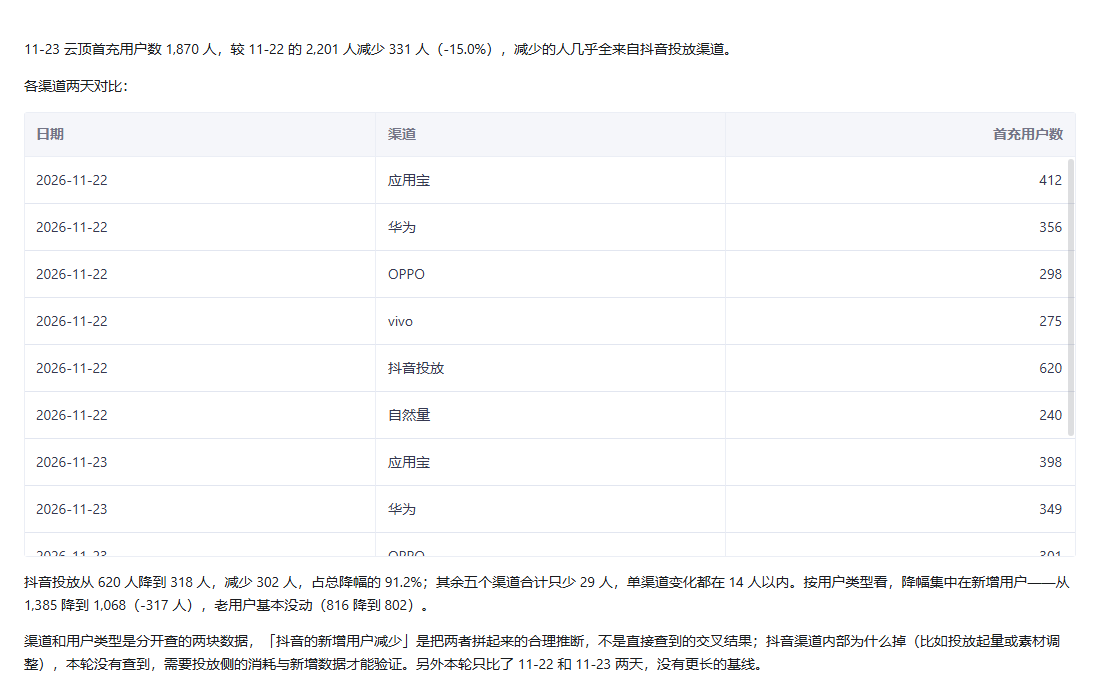 11-23 云顶首充用户数 1,870 人，较 11-22 的 2,201 人减少 331 人（-15.0%），减少的人几乎全来自抖音投放渠道。
各渠道两天对比：
日期 渠道 首充用户数
2026-11-22 应用宝 412
2026-11-22 华为 356
2026-11-22 OPPO 298
2026-11-22 vivo 275
2026-11-22 抖音投放 620
2026-11-22 自然量 240
2026-11-23 应用宝 398
2026-11-23 华为 349
2026-11-23 OPPO 301
抖音投放从 620 人降到 318 人，减少 302 人，占总降幅的 91.2%；其余五个渠道合计只少 29 人，单渠道变化都在 14 人以内。按用户类型看，降幅集中在新增用户——从
1,385 降到 1,068（-317 人），老用户基本没动（816 降到 802）。
渠道和用户类型是分开查的两块数据，「抖音的新增用户减少」是把两者拼起来的合理推断，不是直接查到的交叉结果；抖音渠道内部为什么掉（比如投放起量或素材调
整），本轮没有查到，需要投放侧的消耗与新增数据才能验证。另外本轮只比了 11-22 和 11-23 两天，没有更长的基线。